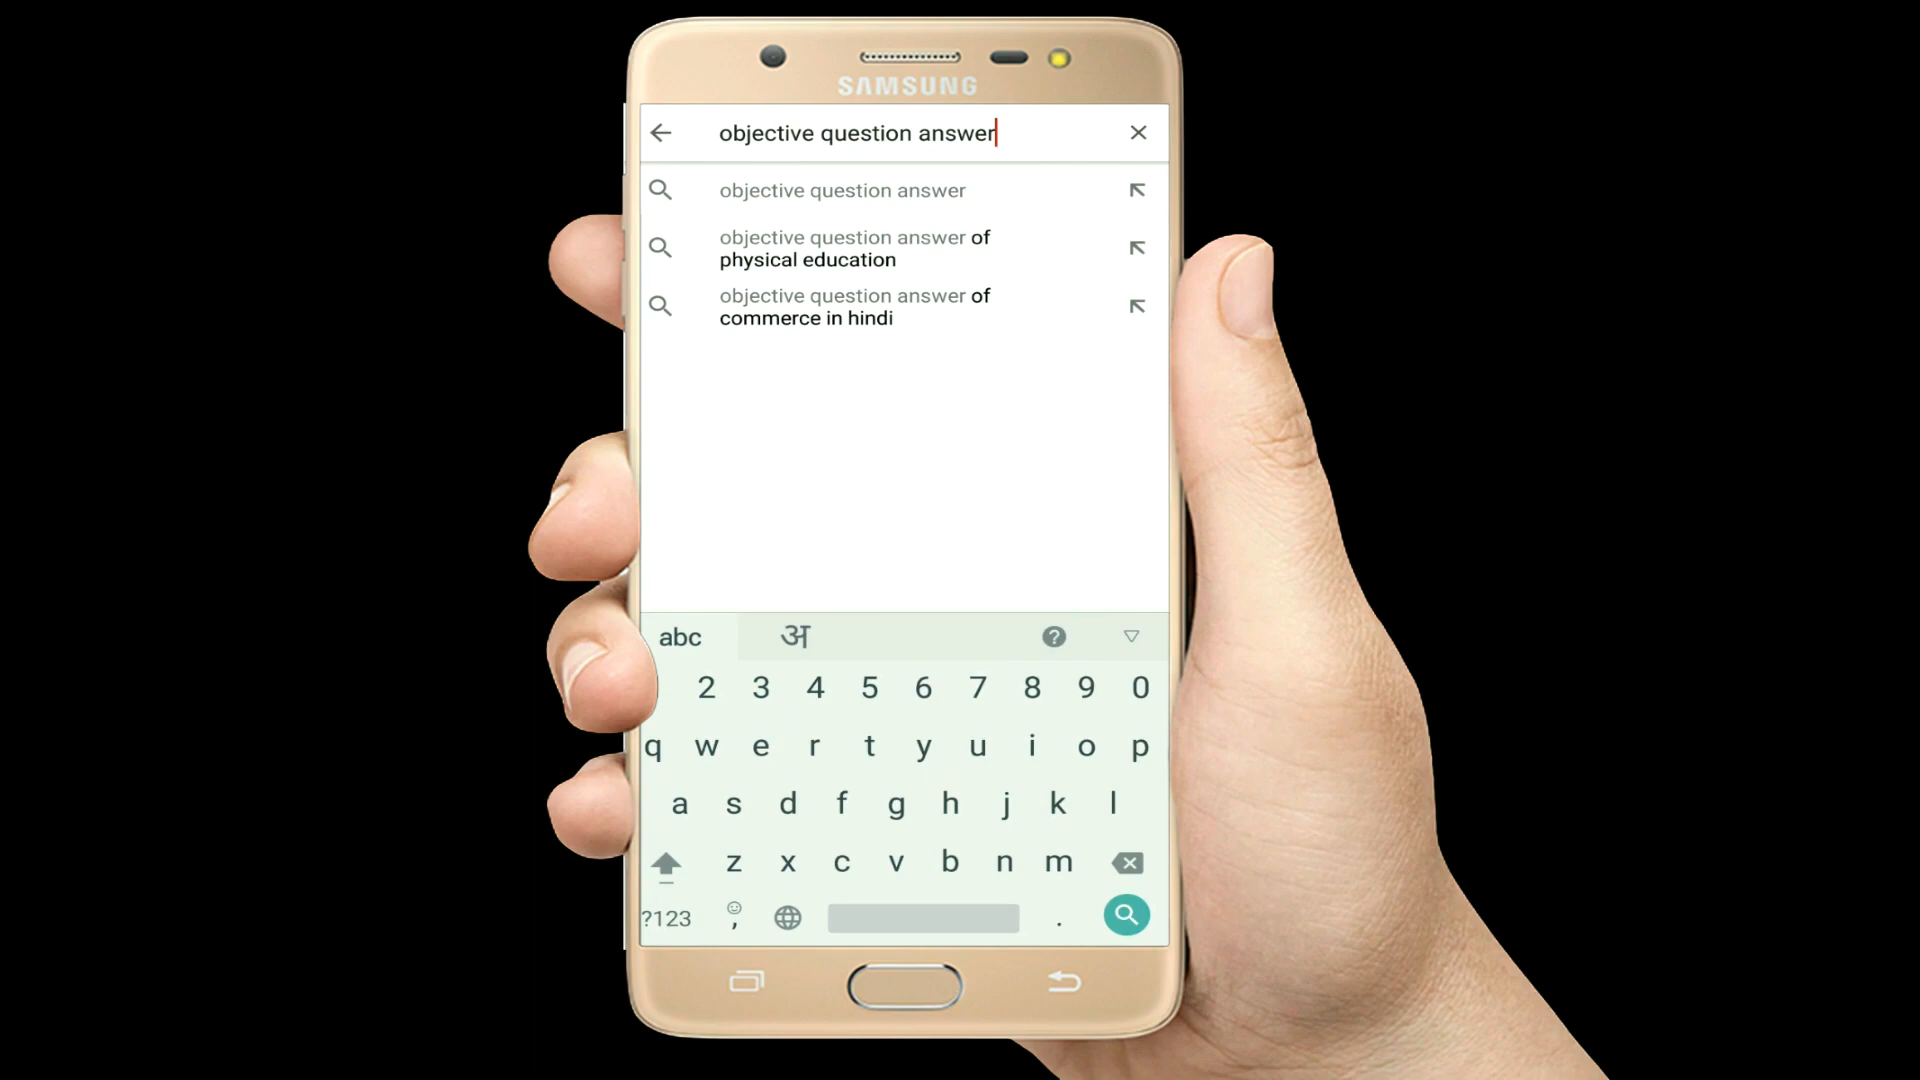 SAMSUNG
objective question answer
objective question answer
objective question answer of
physical education
objective question answer of
commerce in hindi
abc अ
2 3 4 5 6 7 8 9 0
q w e r t y u i o p
a s d f g h j k l
z x c v b n m
?123 , .